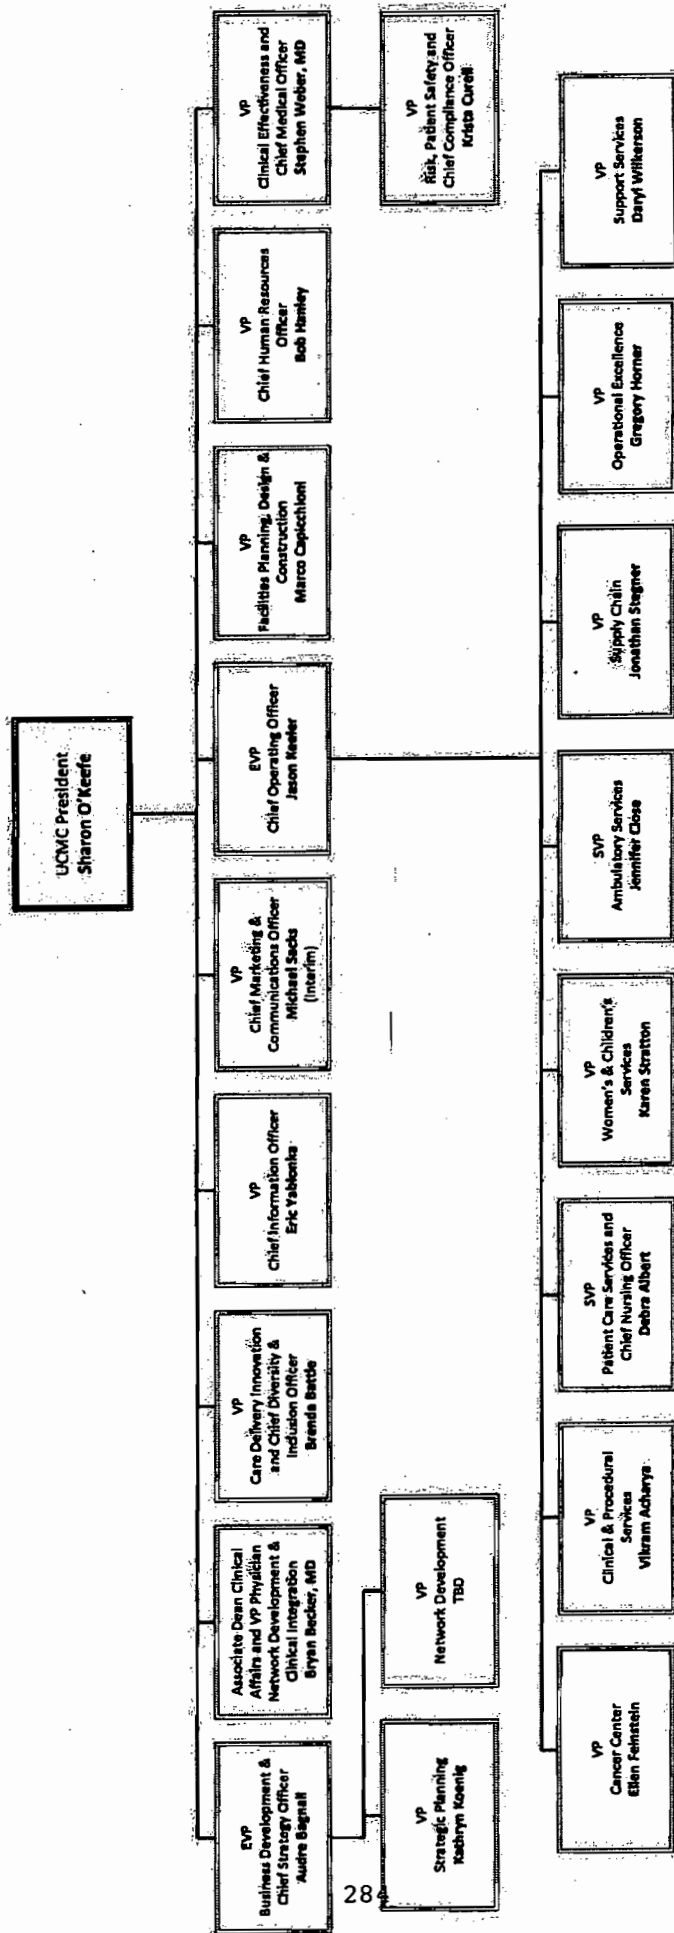 UCMC President
Sharon O'Keefe
EVP
Business Development &
Chief Strategy Officer
Audre Bagnall
Associate Dean Clinical
Affairs and VP Physician
Network Development &
Clinical Integration
Bryan Becker, MD
VP
Care Delivery Innovation
and Chief Diversity &
Inclusion Officer
Brenda Battle
VP
Chief Information Officer
Eric Yablonka
VP
Chief Marketing &
Communications Officer
Michael Sacks
(Interim)
EVP
Chief Operating Officer
Jason Keeler
VP
Facilities Planning, Design &
Construction
Marco Capicchioni
VP
Chief Human Resources
Officer
Bob Hanley
VP
Clinical Effectiveness and
Chief Medical Officer
Stephen Weber, MD
VP
Strategic Planning
Kathryn Koenig
VP
Network Development
TBD
VP
Risk, Patient Safety and
Chief Compliance Officer
Krista Curell
VP
Cancer Center
Ellen Feinstein
VP
Clinical & Procedural
Services
Vikram Acharya
SVP
Patient Care Services and
Chief Nursing Officer
Debra Albert
VP
Women's & Children's
Services
Karen Stratton
SVP
Ambulatory Services
Jennifer Close
VP
Supply Chain
Jonathan Stegner
VP
Operational Excellence
Gregory Horner
VP
Support Services
Daryl Wilkerson